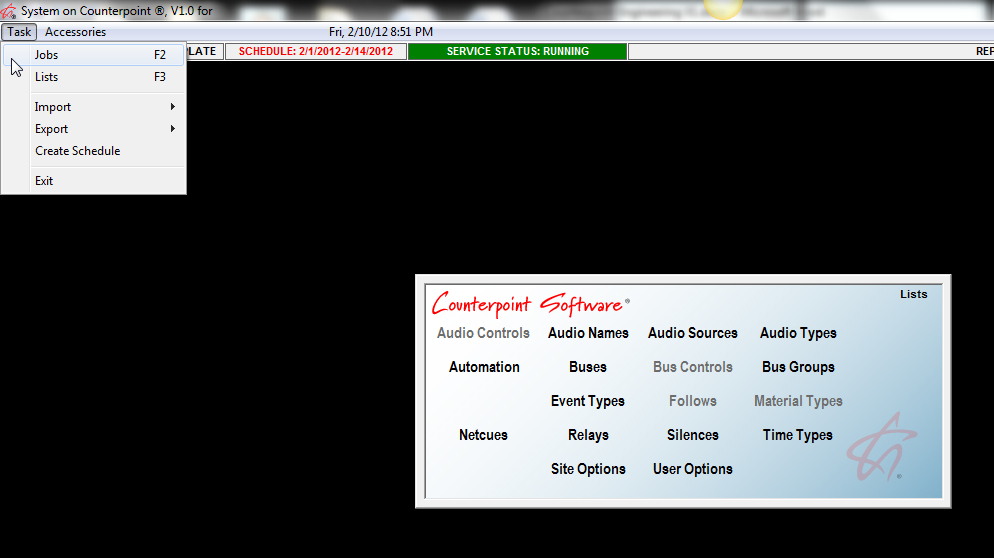 System on Counterpoint ®, V1.0 for
Task Accessories Fri, 2/10/12 8:51 PM
LATE SCHEDULE: 2/1/2012-2/14/2012 SERVICE STATUS: RUNNING REP
Jobs F2
Lists F3
Import
Export
Create Schedule
Exit
Lists
Counterpoint Software®
Audio Controls Audio Names Audio Sources Audio Types
Automation Buses Bus Controls Bus Groups
Event Types Follows Material Types
Netcues Relays Silences Time Types
Site Options User Options
®